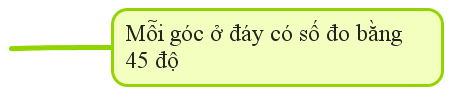 Mỗi góc ở đáy có số đo bằng
45 độ